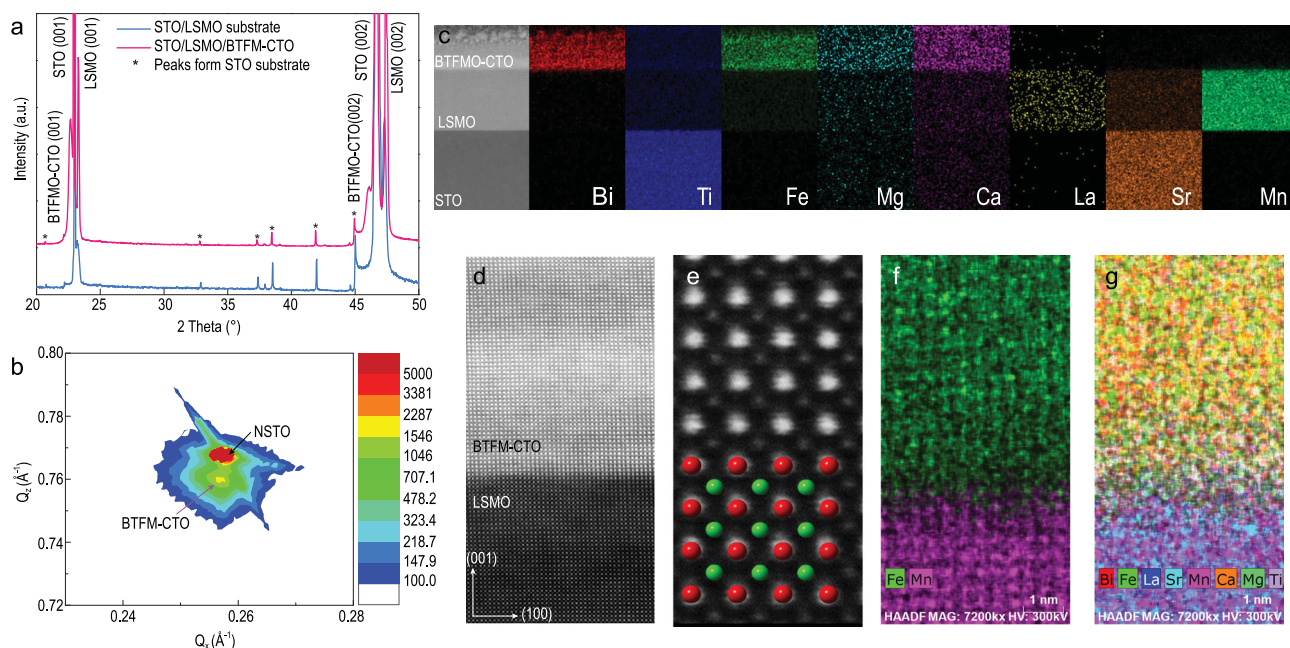 a
STO/LSMO substrate
STO/LSMO/BTFM-CTO
* Peaks form STO substrate
STO (001)
LSMO (001)
BTFMO-CTO (001)
STO (002)
LSMO (002)
BTFMO-CTO(002)
* * * * * *
Intensity (a.u.)
20 25 30 35 40 45 50
2 Theta (°)
b
0.80
0.78
0.76
0.74
0.72
Qz (Å-1)
NSTO
BTFM-CTO
0.24 0.26 0.28
Qx (Å-1)
5000
3381
2287
1546
1046
707.1
478.2
323.4
218.7
147.9
100.0
c
BTFMO-CTO
LSMO
STO
Bi Ti Fe Mg Ca La Sr Mn
d
BTFM-CTO
LSMO
(001)
(100)
e
f
Fe Mn
1 nm
HAADF MAG: 7200kx HV: 300kV
g
Bi Fe La Sr Mn Ca Mg Ti
1 nm
HAADF MAG: 7200kx HV: 300kV